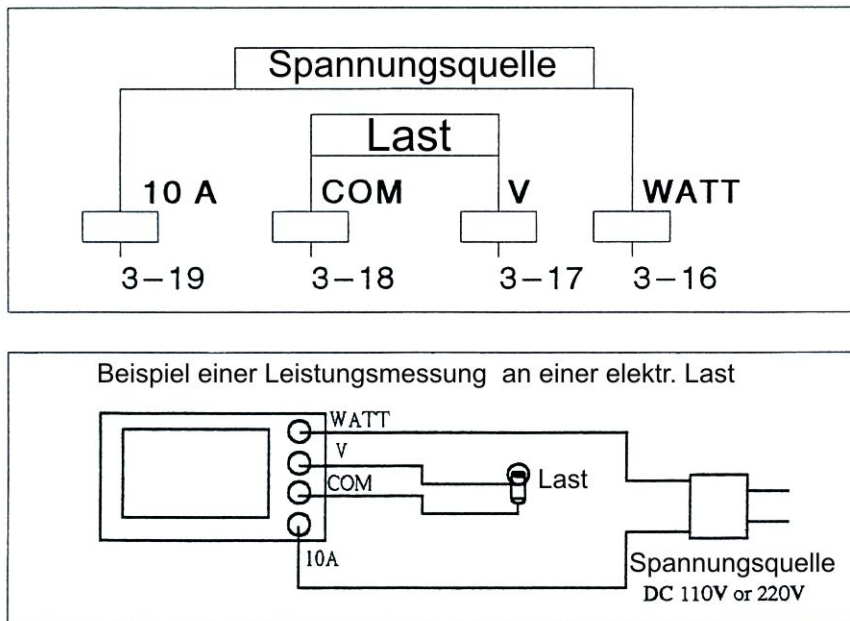 Spannungsquelle
Last
10 A COM V WATT
3-19 3-18 3-17 3-16
Beispiel einer Leistungsmessung an einer elektr. Last
WATT
V
COM
Last
10A
Spannungsquelle
DC 110V or 220V